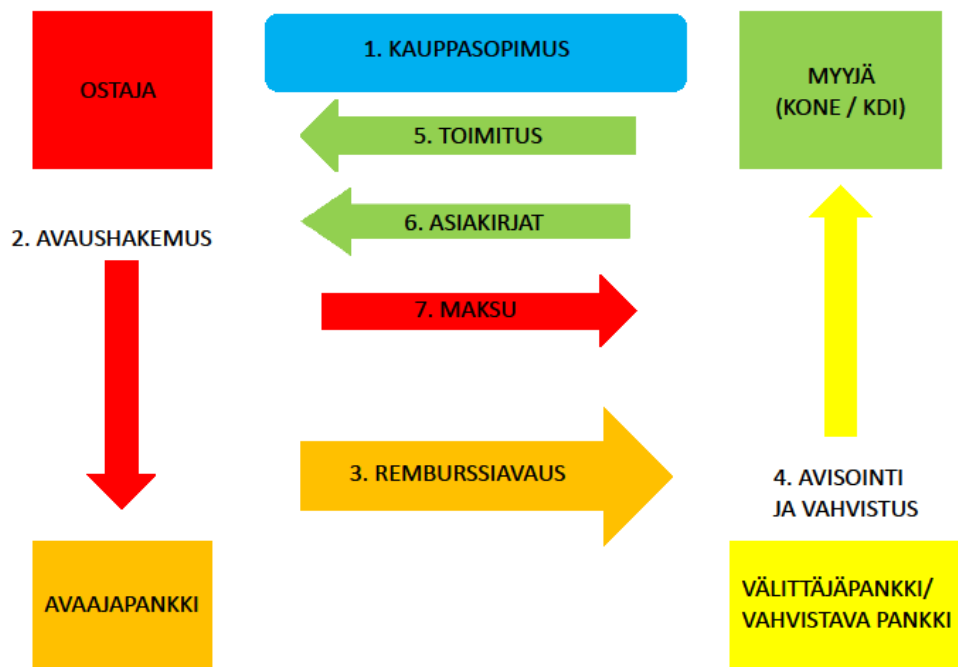 1. KAUPPASOPIMUS
OSTAJA
MYYJÄ
(KONE / KDI)
5. TOIMITUS
6. ASIAKIRJAT
2. AVAUSHAKEMUS
7. MAKSU
3. REMBURSSIAVAUS
4. AVISOINTI
JA VAHVISTUS
AVAAJAPANKKI
VÄLITTÄJÄPANKKI/
VAHVISTAVA PANKKI